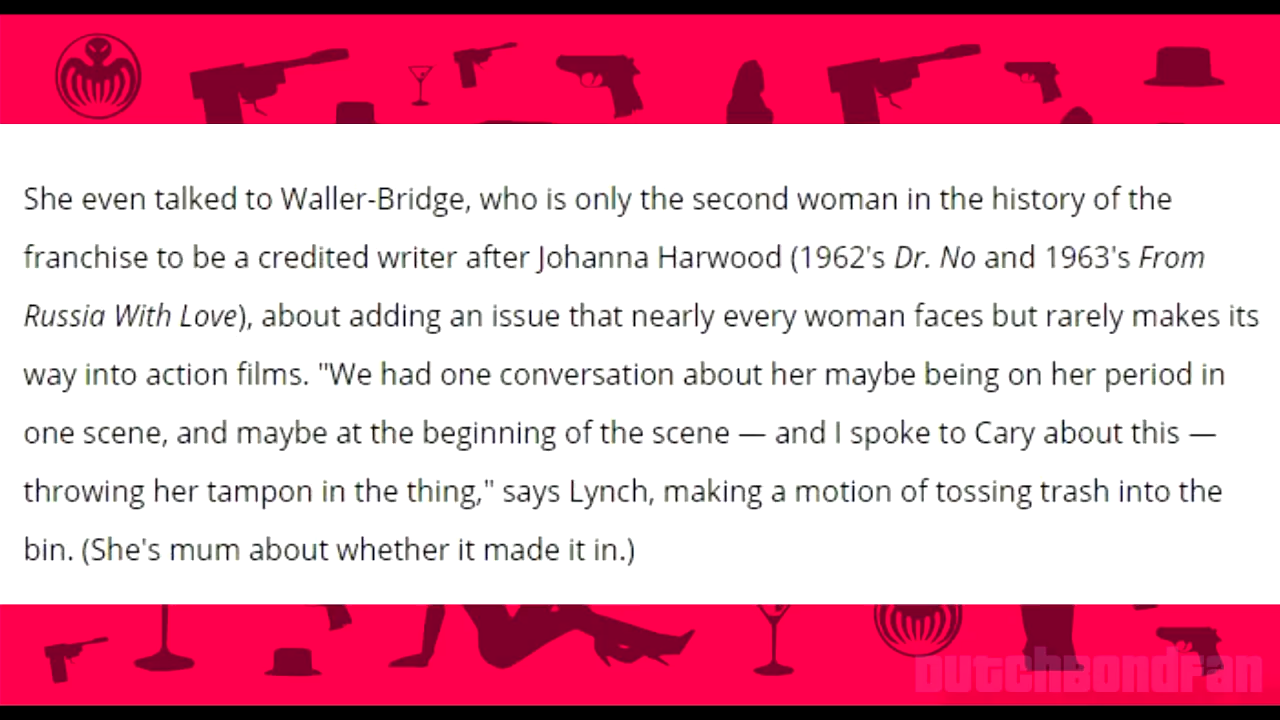 She even talked to Waller-Bridge, who is only the second woman in the history of the
franchise to be a credited writer after Johanna Harwood (1962's Dr. No and 1963's From
Russia With Love), about adding an issue that nearly every woman faces but rarely makes its
way into action films. "We had one conversation about her maybe being on her period in
one scene, and maybe at the beginning of the scene — and I spoke to Cary about this —
throwing her tampon in the thing," says Lynch, making a motion of tossing trash into the
bin. (She's mum about whether it made it in.)
DutchBondFan